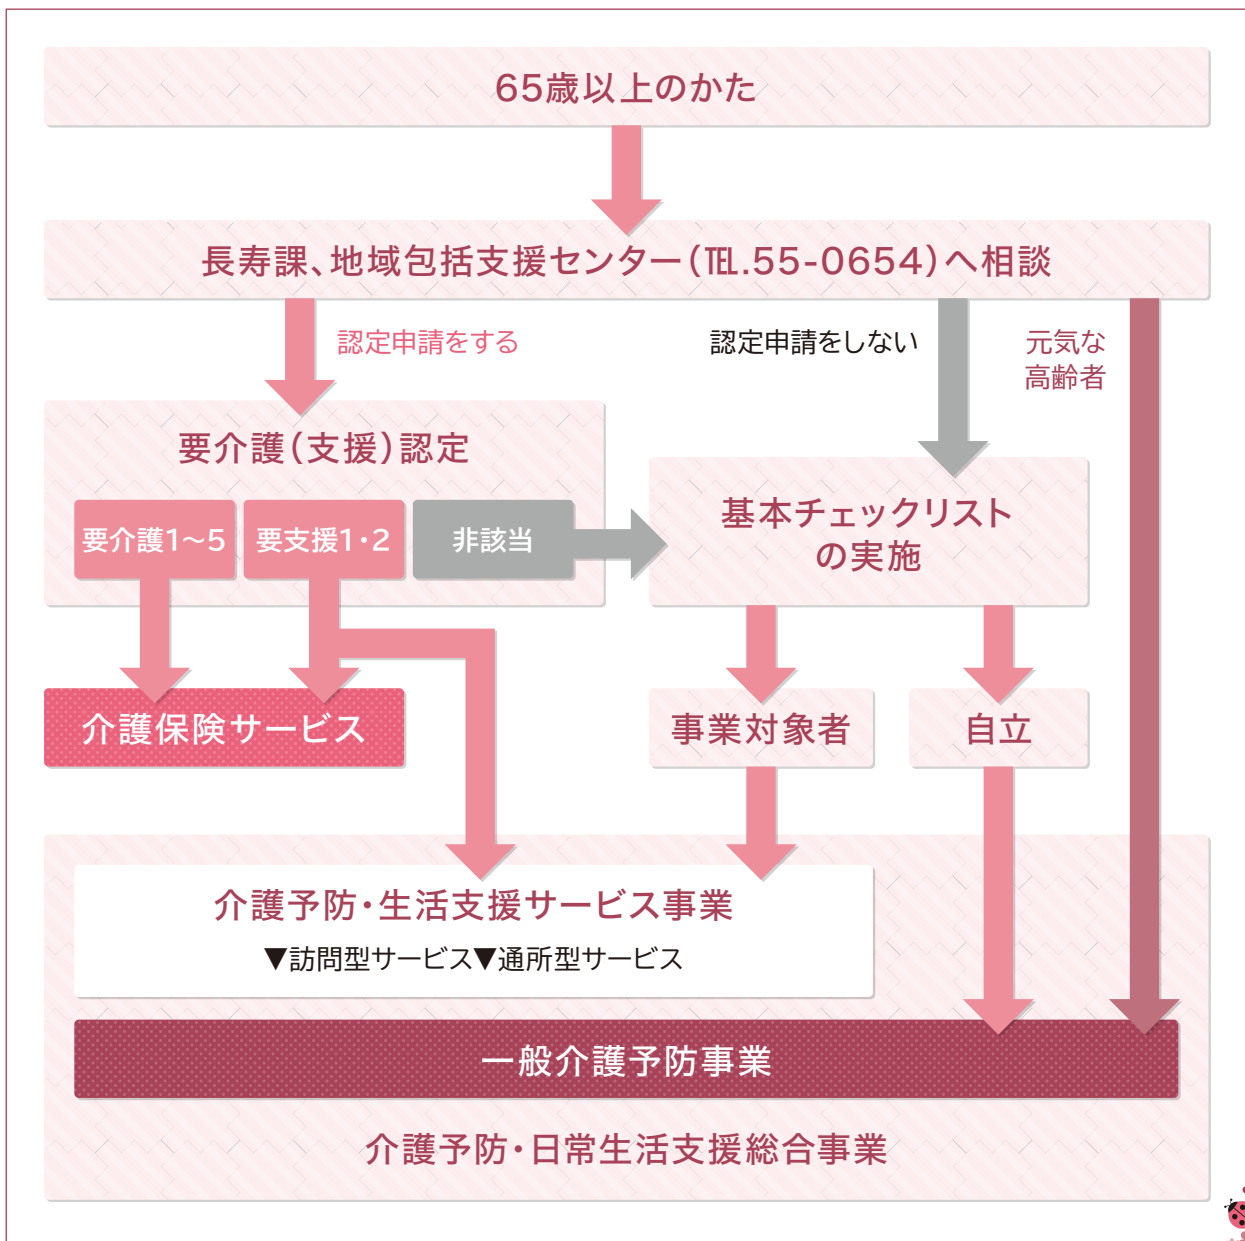 65歳以上のかた
長寿課、地域包括支援センター(℡.55-0654)へ相談
認定申請をする
認定申請をしない
元気な
高齢者
要介護(支援)認定
要介護1〜5
要支援1・2
非該当
基本チェックリスト
の実施
介護保険サービス
事業対象者
自立
介護予防・生活支援サービス事業
▼訪問型サービス▼通所型サービス
一般介護予防事業
介護予防・日常生活支援総合事業